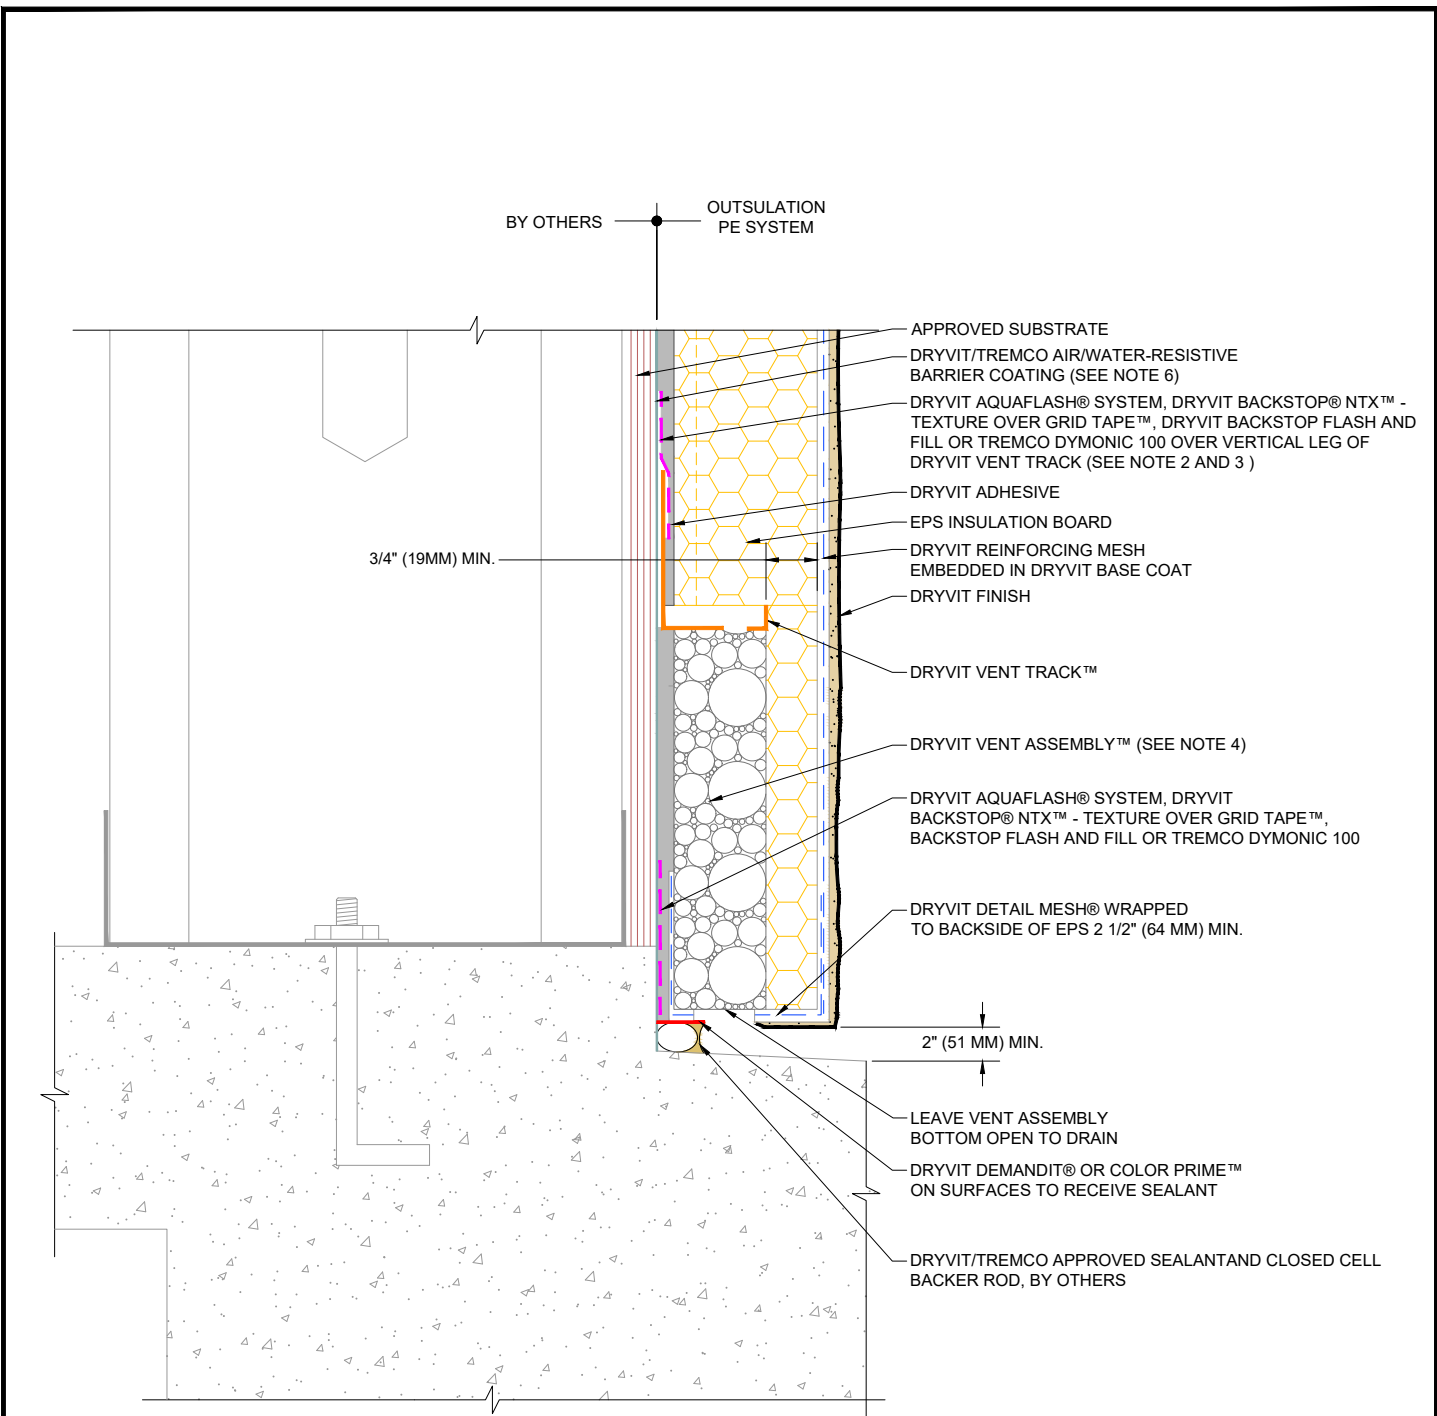 BY OTHERS
OUTSULATION
PE SYSTEM
APPROVED SUBSTRATE
DRYVIT/TREMCO AIR/WATER-RESISTIVE
BARRIER COATING (SEE NOTE 6)
DRYVIT AQUAFLASH® SYSTEM, DRYVIT BACKSTOP® NTX™ -
TEXTURE OVER GRID TAPE™, DRYVIT BACKSTOP FLASH AND
FILL OR TREMCO DYMONIC 100 OVER VERTICAL LEG OF
DRYVIT VENT TRACK (SEE NOTE 2 AND 3 )
DRYVIT ADHESIVE
EPS INSULATION BOARD
3/4" (19MM) MIN.
DRYVIT REINFORCING MESH
EMBEDDED IN DRYVIT BASE COAT
DRYVIT FINISH
DRYVIT VENT TRACK™
DRYVIT VENT ASSEMBLY™ (SEE NOTE 4)
DRYVIT AQUAFLASH® SYSTEM, DRYVIT
BACKSTOP® NTX™ - TEXTURE OVER GRID TAPE™,
BACKSTOP FLASH AND FILL OR TREMCO DYMONIC 100
DRYVIT DETAIL MESH® WRAPPED
TO BACKSIDE OF EPS 2 1/2" (64 MM) MIN.
2" (51 MM) MIN.
LEAVE VENT ASSEMBLY
BOTTOM OPEN TO DRAIN
DRYVIT DEMANDIT® OR COLOR PRIME™
ON SURFACES TO RECEIVE SEALANT
DRYVIT/TREMCO APPROVED SEALANTAND CLOSED CELL
BACKER ROD, BY OTHERS